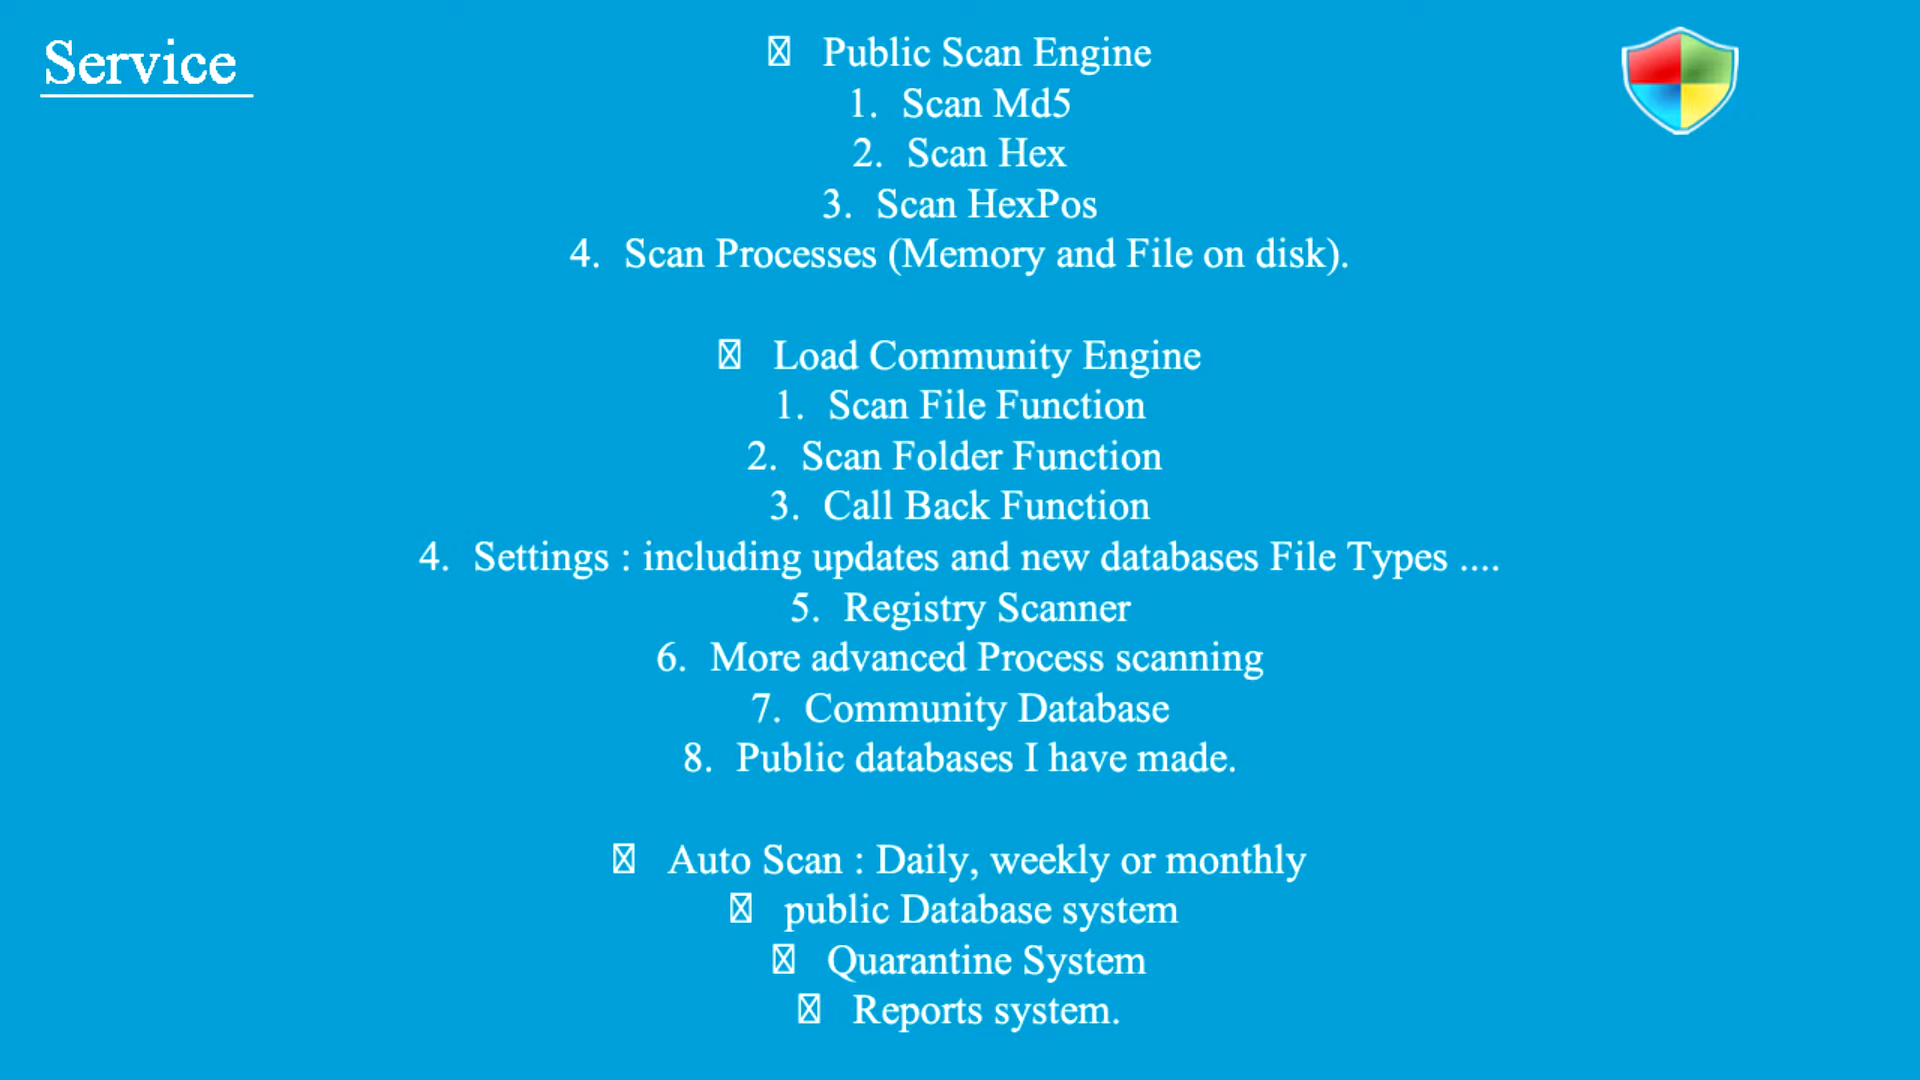 Service
Public Scan Engine
1. Scan Md5
2. Scan Hex
3. Scan HexPos
4. Scan Processes (Memory and File on disk).
Load Community Engine
1. Scan File Function
2. Scan Folder Function
3. Call Back Function
4. Settings : including updates and new databases File Types ....
5. Registry Scanner
6. More advanced Process scanning
7. Community Database
8. Public databases I have made.
Auto Scan : Daily, weekly or monthly
public Database system
Quarantine System
Reports system.